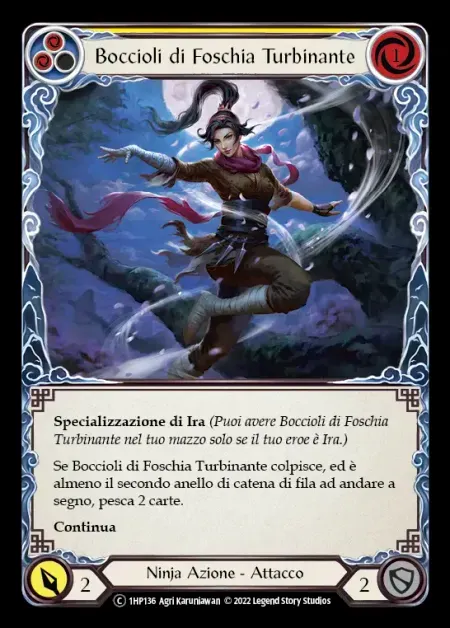 Boccioli di Foschia Turbinante
1
Specializzazione di Ira (Puoi avere Boccioli di Foschia
Turbinante nel tuo mazzo solo se il tuo eroe è Ira.)
Se Boccioli di Foschia Turbinante colpisce, ed è
almeno il secondo anello di catena di fila ad andare a
segno, pesca 2 carte.
Continua
2
Ninja Azione - Attacco
2
C 1HP136 Agri Karuniawan © 2022 Legend Story Studios